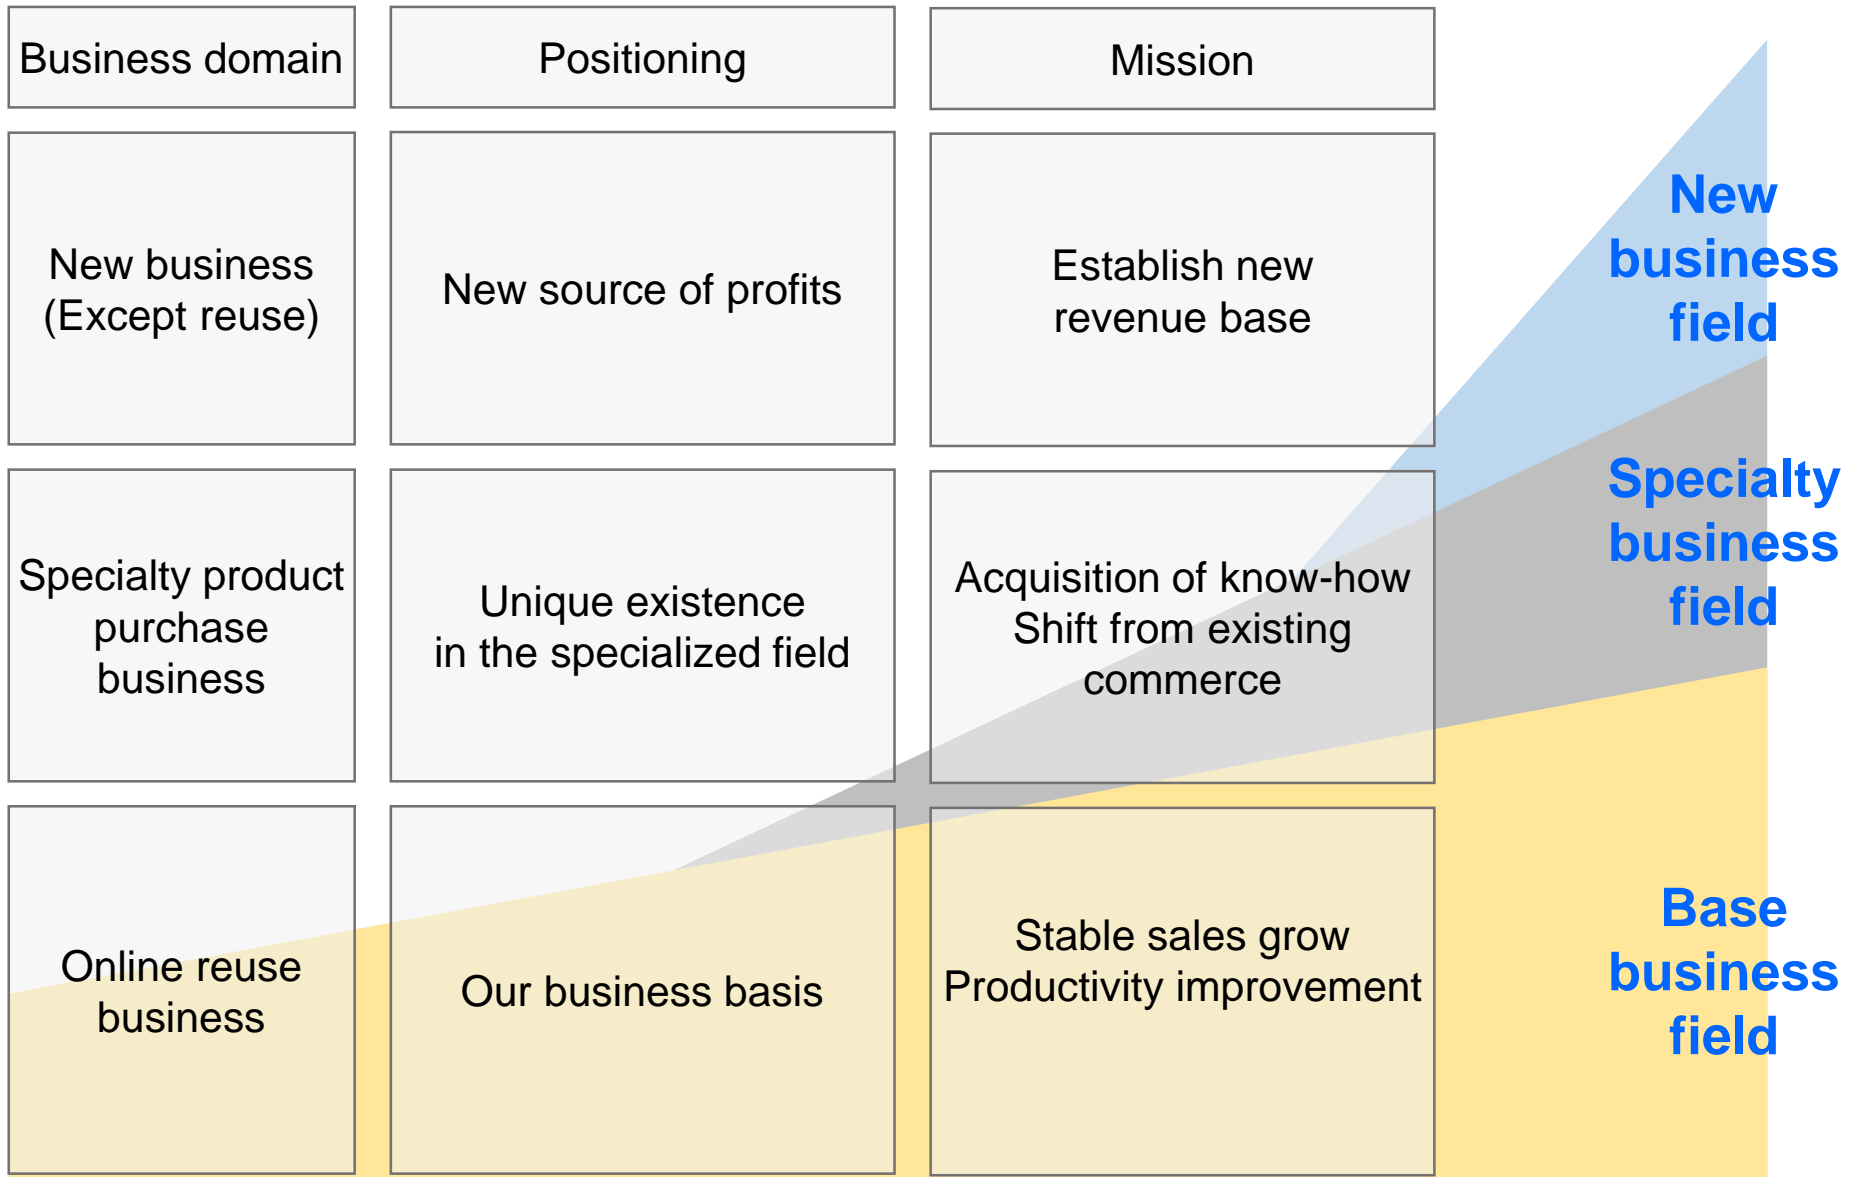 Business domain
Positioning
Mission
New business
(Except reuse)
New source of profits
Establish new
revenue base
New
business
field
Specialty product
purchase
business
Unique existence
in the specialized field
Acquisition of know-how
Shift from existing
commerce
Specialty
business
field
Online reuse
business
Our business basis
Stable sales grow
Productivity improvement
Base
business
field